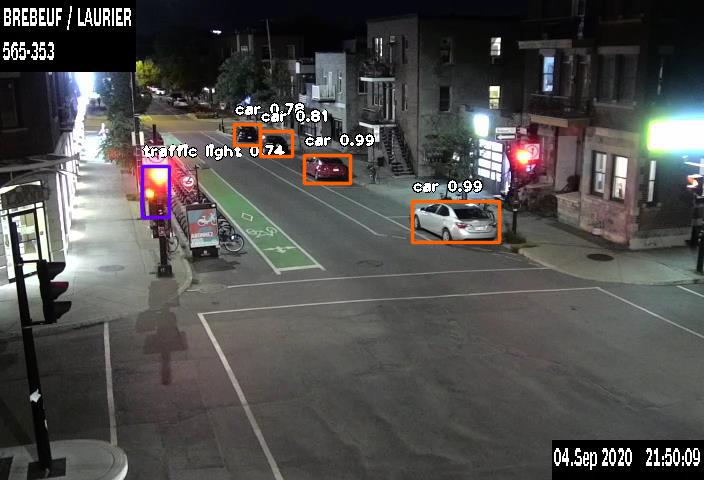 BREBEUF / LAURIER
565-353
car 0.78
car 0.81
car 0.99
traffic light 0.74
car 0.99
04.Sep 2020 21:50:09